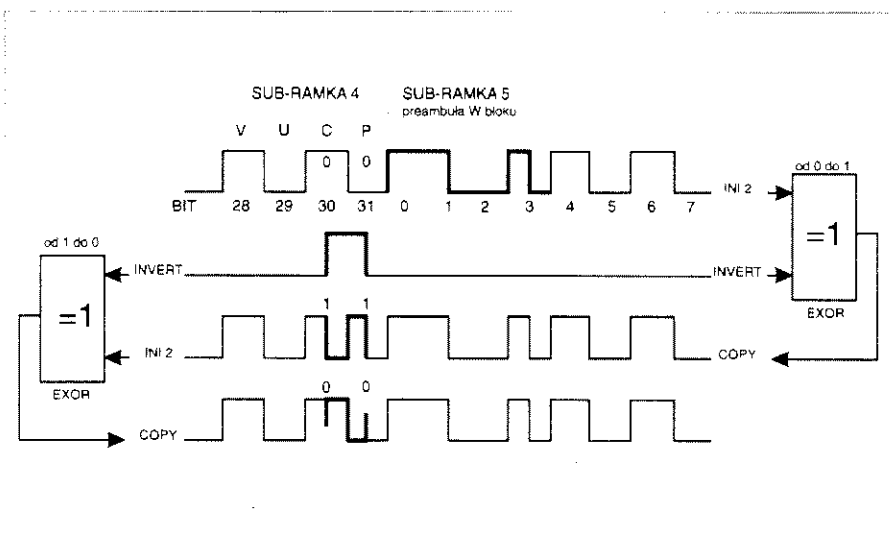 SUB-RAMKA 4 SUB-RAMKA 5
preambuła W bloku
V U C P
0 0
od 0 do 1
BIT 28 29 30 31 0 1 2 3 4 5 6 7
INI 2
=1
od 1 do 0
INVERT INVERT
EXOR
=1
1 1
INI 2 COPY
EXOR
0 0
COPY